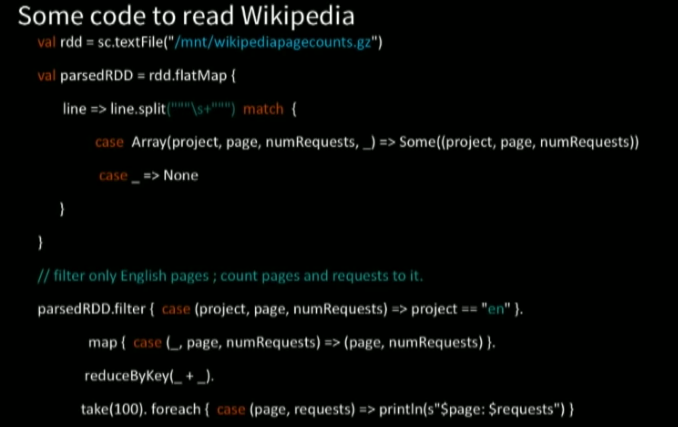 Some code to read Wikipedia
val rdd = sc.textFile("/mnt/wikipediapagecounts.gz")
val parsedRDD = rdd.flatMap {
line => line.split("""\s+""") match {
case Array(project, page, numRequests, _) => Some((project, page, numRequests))
case _ => None
}
}
// filter only English pages ; count pages and requests to it.
parsedRDD.filter { case (project, page, numRequests) => project == "en" }.
map { case (_, page, numRequests) => (page, numRequests) }.
reduceByKey(_ + _).
take(100). foreach { case (page, requests) => println(s"$page: $requests") }